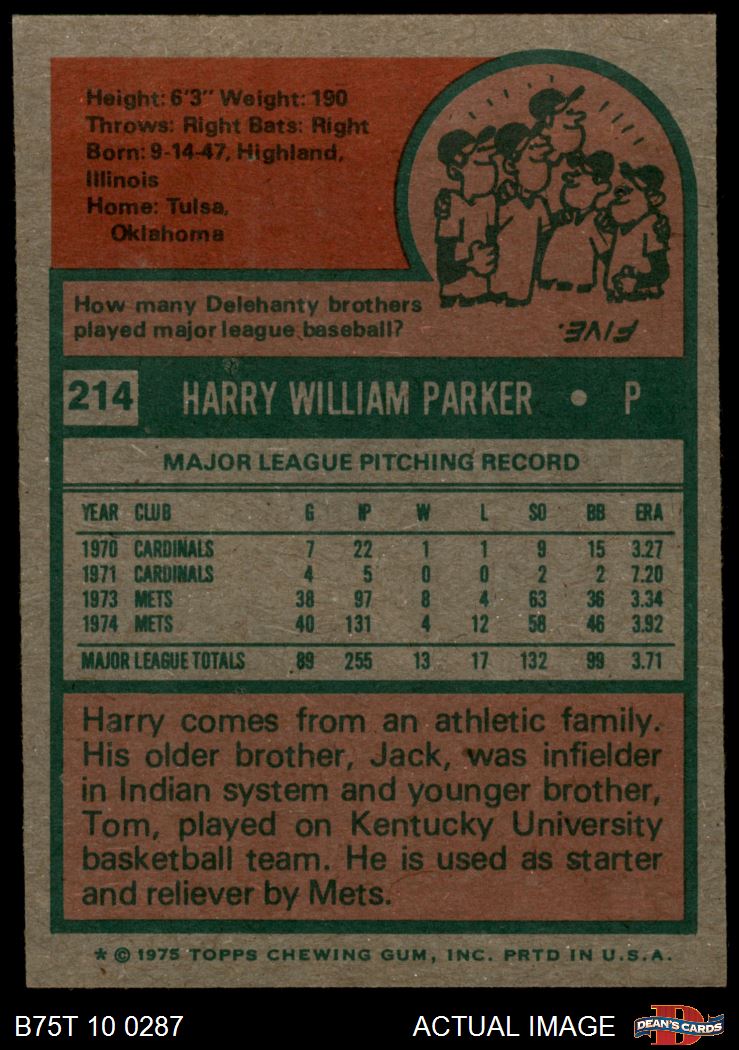 Height: 6'3" Weight: 190
Throws: Right Bats: Right
Born: 9-14-47, Highland,
Illinois
Home: Tulsa,
Oklahoma
How many Delehanty brothers
played major league baseball?
FIVE.
214 HARRY WILLIAM PARKER • P
MAJOR LEAGUE PITCHING RECORD
YEAR CLUB G IP W L SO BB ERA
1970 CARDINALS 7 22 1 1 9 15 3.27
1971 CARDINALS 4 5 0 0 2 2 7.20
1973 METS 38 97 8 4 63 36 3.34
1974 METS 40 131 4 12 58 46 3.92
MAJOR LEAGUE TOTALS 89 255 13 17 132 99 3.71
Harry comes from an athletic family.
His older brother, Jack, was infielder
in Indian system and younger brother,
Tom, played on Kentucky University
basketball team. He is used as starter
and reliever by Mets.
* © 1975 TOPPS CHEWING GUM, INC. PRTD IN U.S.A.
B75T 10 0287 ACTUAL IMAGE D DEAN'S CARDS